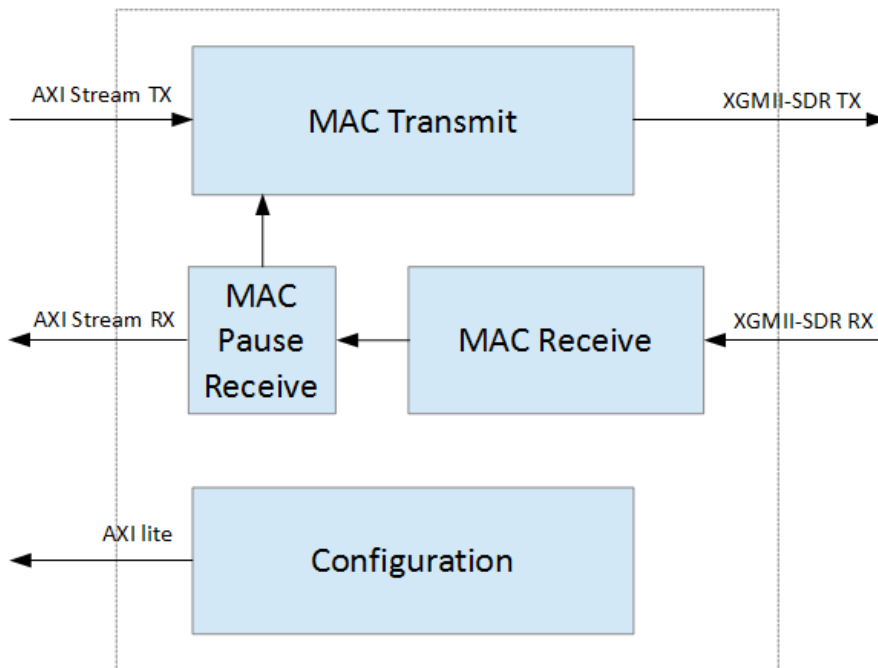 AXI Stream TX
MAC Transmit
XGMII-SDR TX
AXI Stream RX
MAC
Pause
Receive
MAC Receive
XGMII-SDR RX
AXI lite
Configuration